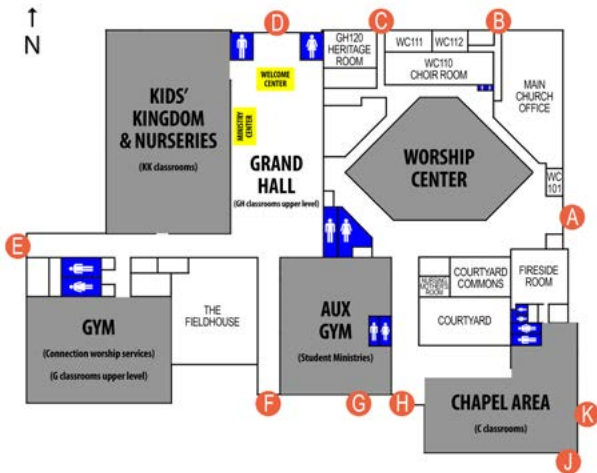 N
D
C
B
GH120
HERITAGE
ROOM
WC111
WC112
WC110
CHOIR ROOM
MAIN
CHURCH
OFFICE
WELCOME
CENTER
MINISTRY
CENTER
KIDS'
KINGDOM
& NURSERIES
(KK classrooms)
GRAND
HALL
(GH classrooms upper level)
WORSHIP
CENTER
WC
101
A
E
THE
FIELDHOUSE
GYM
(Connection worship services)
(G classrooms upper level)
AUX
GYM
(Student Ministries)
NURSING
MOTHER'S
ROOM
COURTYARD
COMMONS
FIRESIDE
ROOM
COURTYARD
CHAPEL AREA
(C classrooms)
F
G
H
K
J